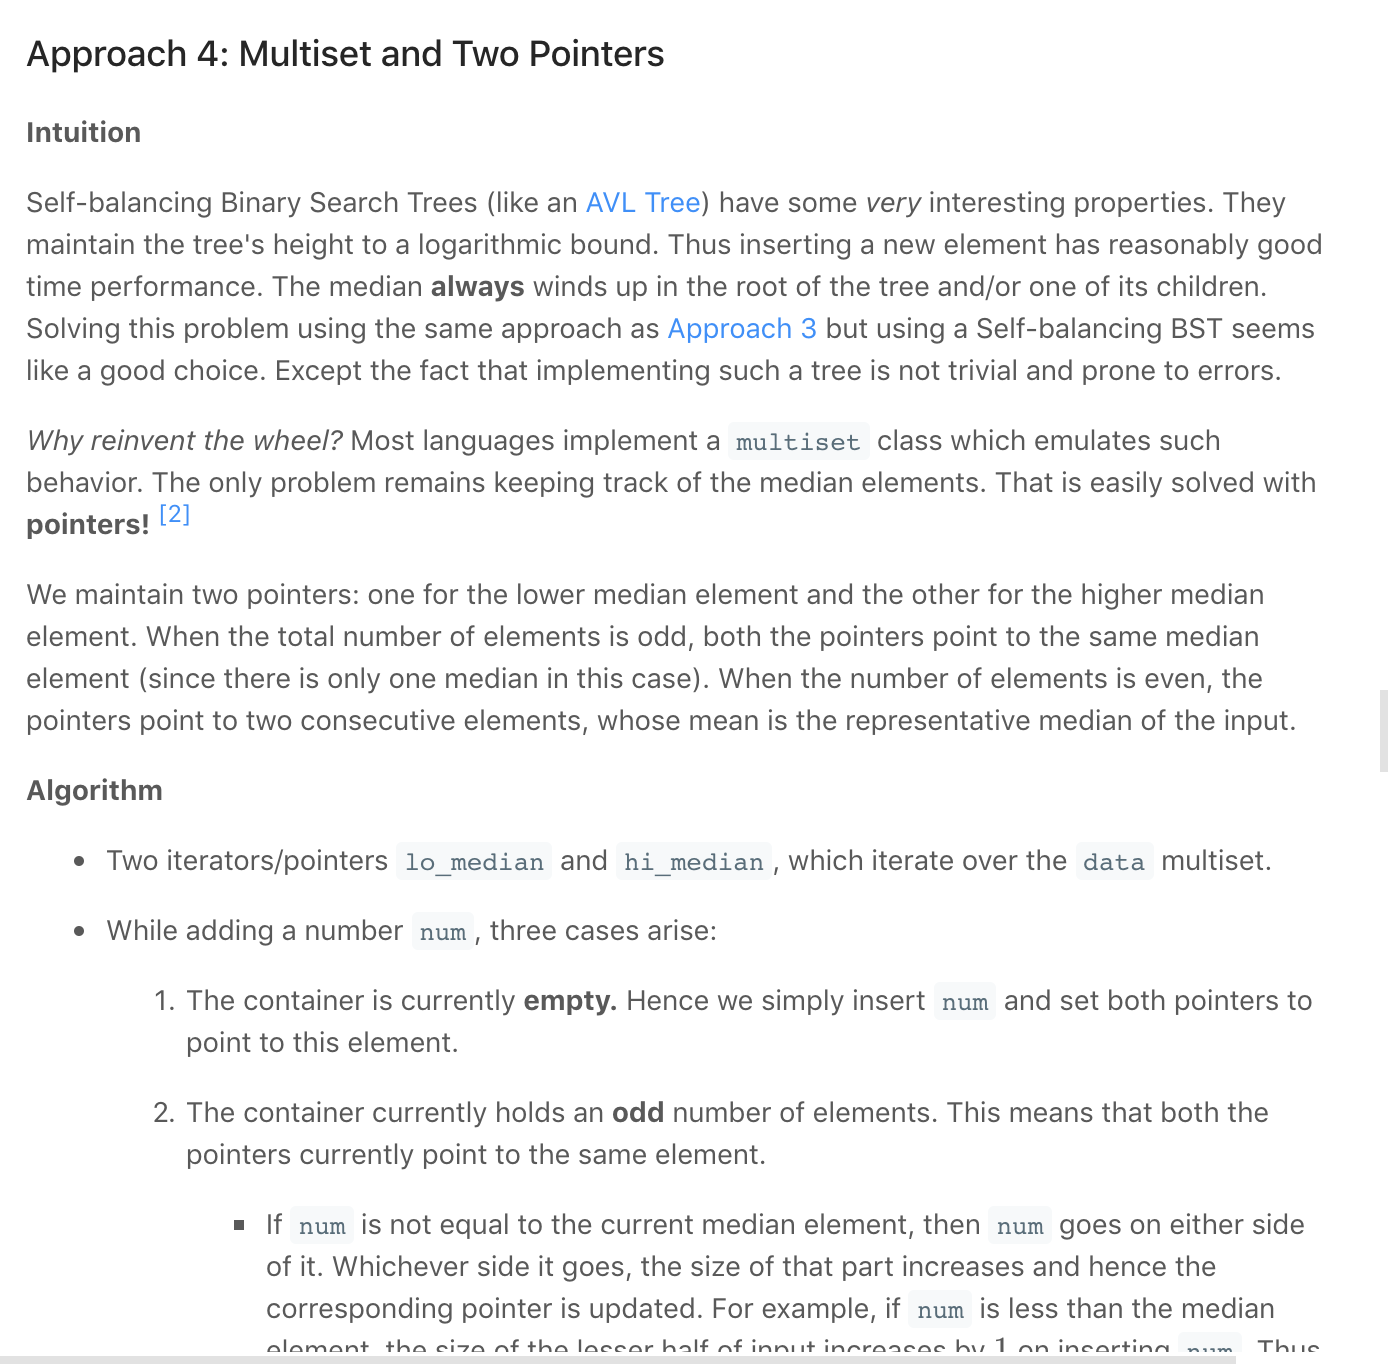 Approach 4: Multiset and Two Pointers
Intuition
Self-balancing Binary Search Trees (like an AVL Tree) have some very interesting properties. They
maintain the tree's height to a logarithmic bound. Thus inserting a new element has reasonably good
time performance. The median always winds up in the root of the tree and/or one of its children.
Solving this problem using the same approach as Approach 3 but using a Self-balancing BST seems
like a good choice. Except the fact that implementing such a tree is not trivial and prone to errors.
Why reinvent the wheel? Most languages implement a multiset class which emulates such
behavior. The only problem remains keeping track of the median elements. That is easily solved with
pointers! [2]
We maintain two pointers: one for the lower median element and the other for the higher median
element. When the total number of elements is odd, both the pointers point to the same median
element (since there is only one median in this case). When the number of elements is even, the
pointers point to two consecutive elements, whose mean is the representative median of the input.
Algorithm
• Two iterators/pointers lo_median and hi_median, which iterate over the data multiset.
• While adding a number num, three cases arise:
1. The container is currently empty. Hence we simply insert num and set both pointers to
point to this element.
2. The container currently holds an odd number of elements. This means that both the
pointers currently point to the same element.
▪ If num is not equal to the current median element, then num goes on either side
of it. Whichever side it goes, the size of that part increases and hence the
corresponding pointer is updated. For example, if num is less than the median
element, the size of the lesser half of input increases by 1 on inserting num. Thus